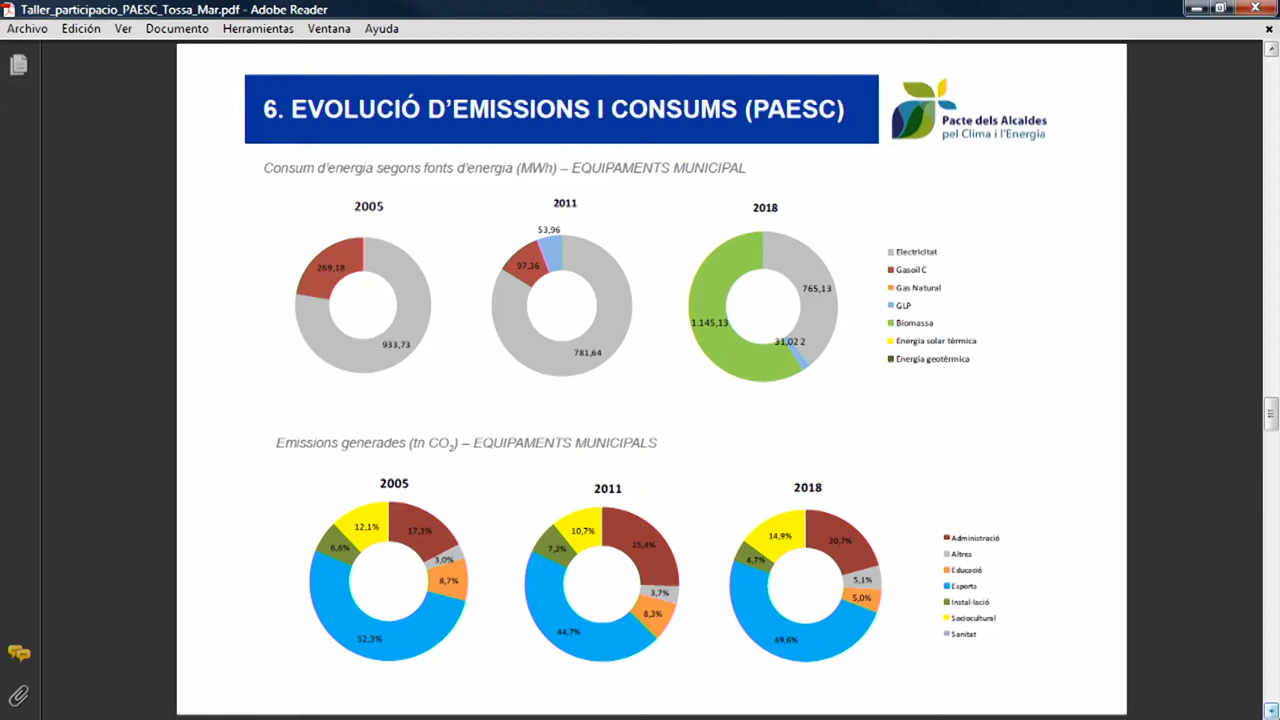 Taller_participacio_PAESC_Tossa_Mar.pdf - Adobe Reader
Archivo Edición Ver Documento Herramientas Ventana Ayuda
6. EVOLUCIÓ D'EMISSIONS I CONSUMS (PAESC)
Pacte dels Alcaldes
pel Clima i l'Energia
Consum d'energia segons fonts d'energia (MWh) – EQUIPAMENTS MUNICIPAL
2005
269,18
933,73
2011
53,96
97,36
781,64
2018
765,13
1.145,13
31,02 2
Electricitat
Gasoil C
Gas Natural
GLP
Biomassa
Energia solar tèrmica
Energia geotèrmica
Emissions generades (tn CO2) – EQUIPAMENTS MUNICIPALS
2005
12,1%
17,3%
6,6%
3,0%
8,7%
52,3%
2011
10,7%
25,4%
7,2%
3,7%
8,3%
44,7%
2018
14,9%
20,7%
4,7%
5,1%
5,0%
49,6%
Administració
Altres
Educació
Esports
Instal·lació
Sociocultural
Sanitat